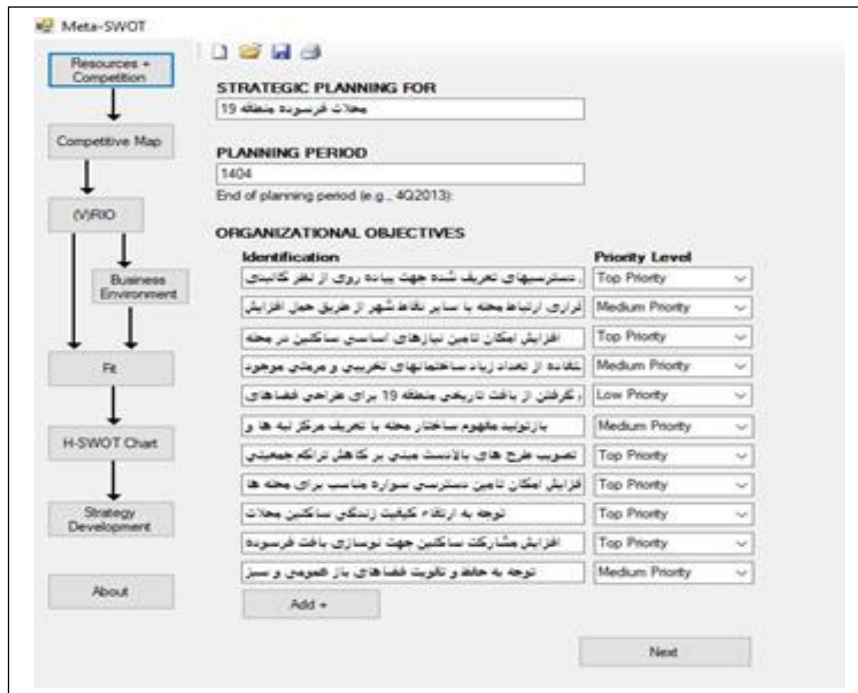 Meta-SWOT
Resources +
Competition
Competitive Map
(V)RIO
Business
Environment
Fit
H-SWOT Chart
Strategy
Development
About
STRATEGIC PLANNING FOR
محلات فرسوده منطقه 19
PLANNING PERIOD
1404
End of planning period (e.g., 4Q2013):
ORGANIZATIONAL OBJECTIVES
Identification Priority Level
دسترسیهای تعریف شده جهت پیاده روی از نظر کالبدی Top Priority
قراری ارتباط محله با سایر نقاط شهر از طریق حمل افزایش Medium Priority
افزایش امکان تامین نیازهای اساسی ساکنین در محله Top Priority
ستفاده از تعداد زیاد ساختمانهای تخریبی و مرمتی موجود Medium Priority
گرفتن از بافت تاریخی منطقه 19 برای طراحی فضاهای Low Priority
بازتولید مفهوم ساختار محله با تعریف مرکز لبه ها و Medium Priority
تصویب طرح های بالادست مبنی بر کاهش تراکم جمعیتی Top Priority
فزایش امکان تامین دسترسی سواره مناسب برای محله ها Top Priority
توجه به ارتقاء کیفیت زندگی ساکنین محلات Top Priority
افزایش مشارکت ساکنین جهت نوسازی بافت فرسوده Top Priority
توجه به حفظ و تقویت فضاهای باز عمومی و سبز Medium Priority
Add +
Next